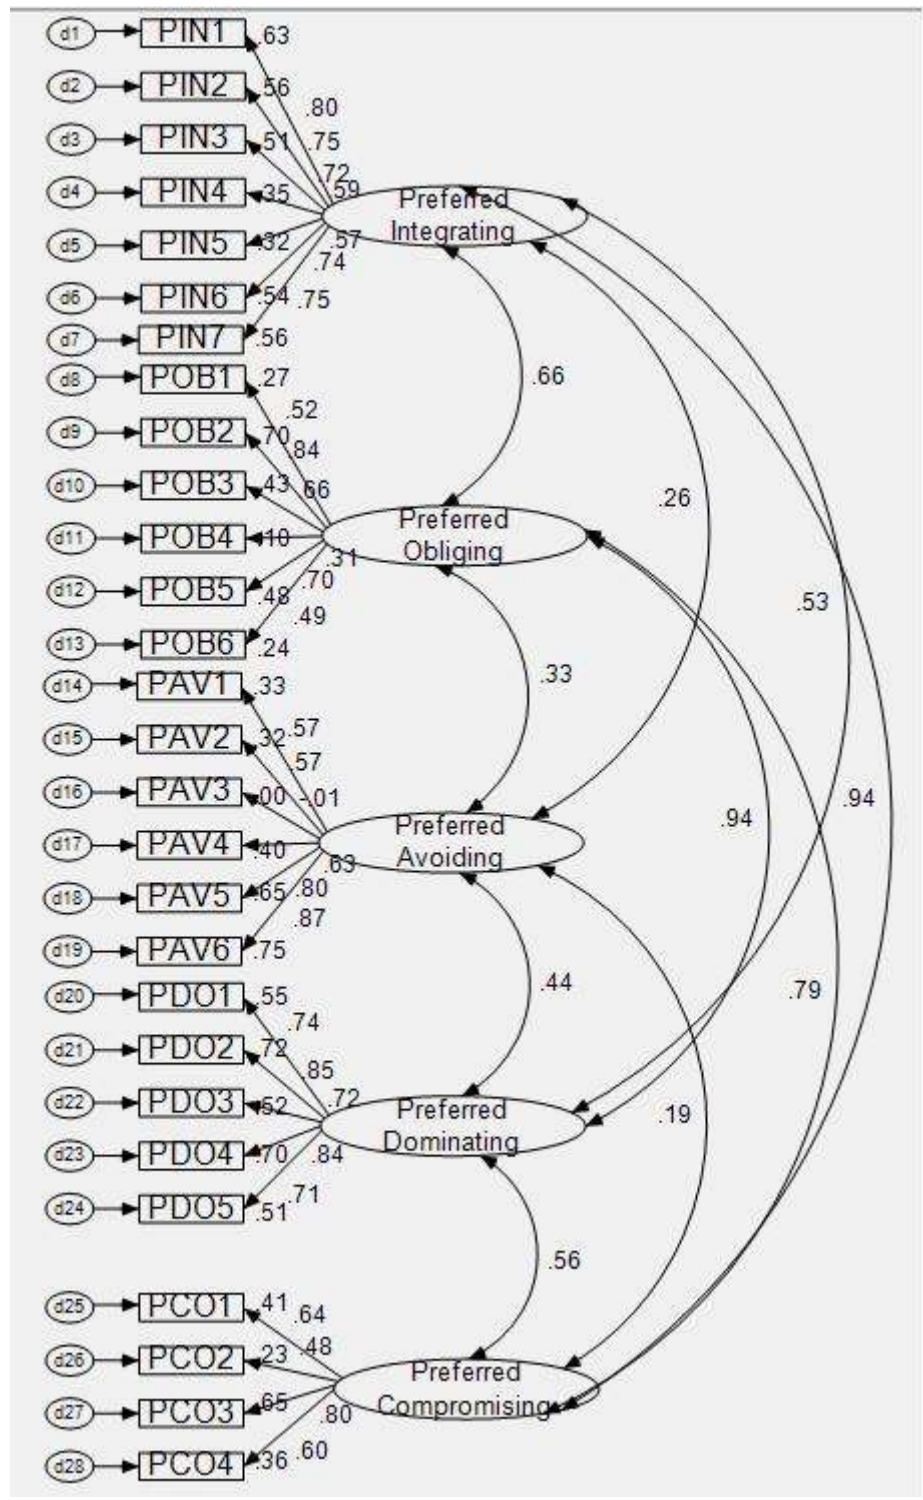 d1 PIN1 .63
d2 PIN2 .56
.80
d3 PIN3 .51 .75
.72
d4 PIN4 .35 .59
Preferred
Integrating
d5 PIN5 .32 .57
.74
d6 PIN6 .54 .75
d7 PIN7 .56
d8 POB1 .27
.66
.52
d9 POB2 .70
.84
d10 POB3 .43 .66
.26
Preferred
Obliging
d11 POB4 .10
.31
.70
d12 POB5 .48
.53
.49
d13 POB6 .24
.33
d14 PAV1 .33
.57
d15 PAV2 .32
.57
d16 PAV3 .00 -.01
.94
.94
Preferred
Avoiding
d17 PAV4 .40
.63
d18 PAV5 .65 .80
.87
d19 PAV6 .75
.44
.79
d20 PDO1 .55
.74
d21 PDO2 .72
.85
d22 PDO3 .52 .72
Preferred
Dominating
.19
d23 PDO4 .70 .84
.71
d24 PDO5 .51
.56
d25 PCO1 .41 .64
.48
d26 PCO2 .23
Preferred
Compromising
d27 PCO3 .65 .80
.60
d28 PCO4 .36